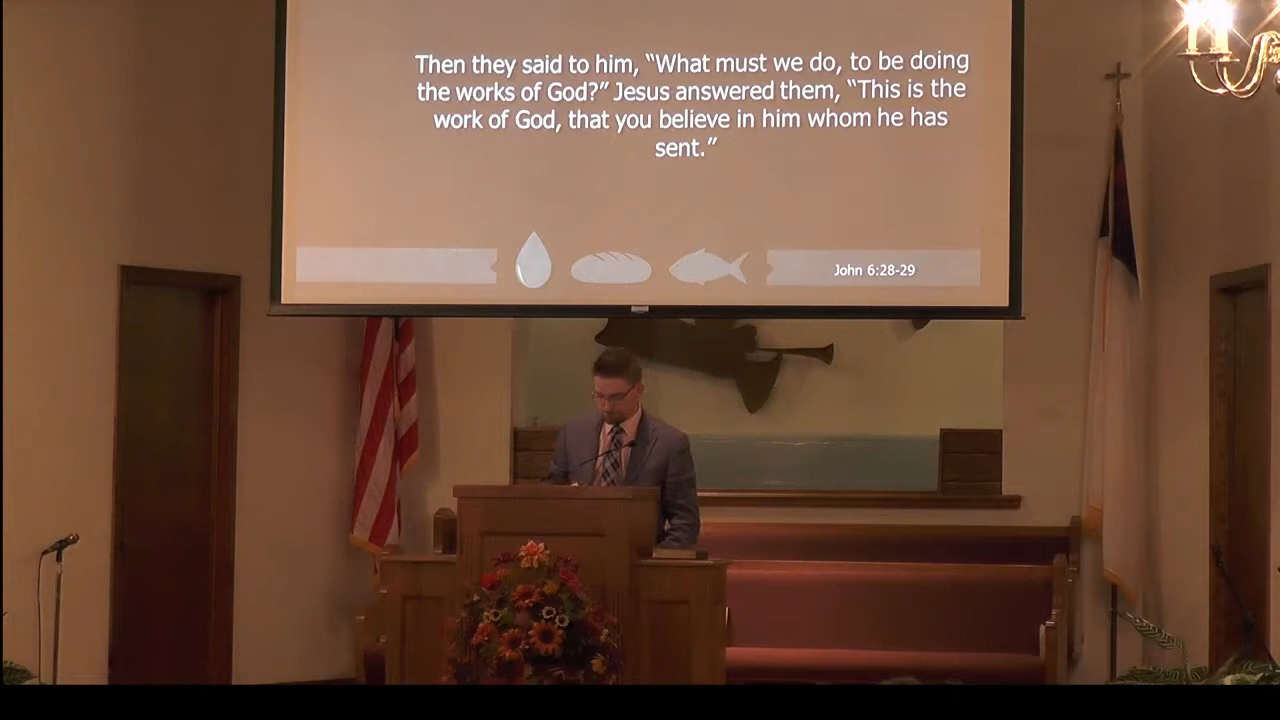 Then they said to him, “What must we do, to be doing
the works of God?” Jesus answered them, “This is the
work of God, that you believe in him whom he has
sent.”
John 6:28-29